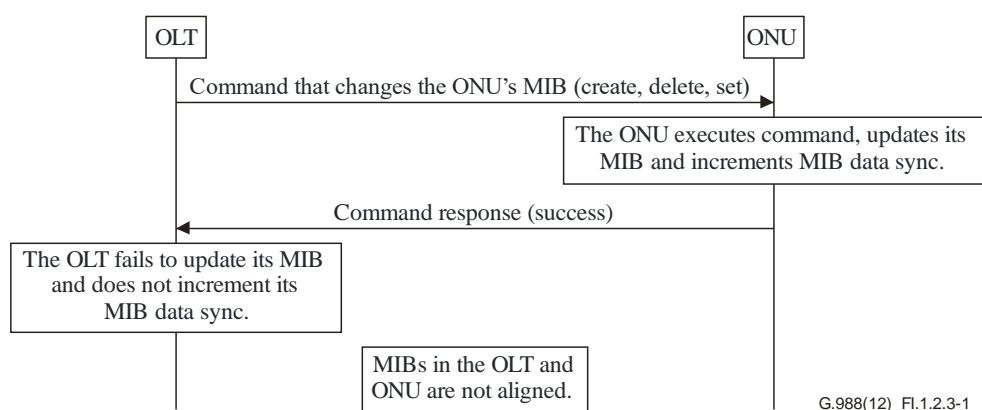 OLT
ONU
Command that changes the ONU's MIB (create, delete, set)
The ONU executes command, updates its
MIB and increments MIB data sync.
Command response (success)
The OLT fails to update its MIB
and does not increment its
MIB data sync.
MIBs in the OLT and
ONU are not aligned.
G.988(12)_FI.1.2.3-1